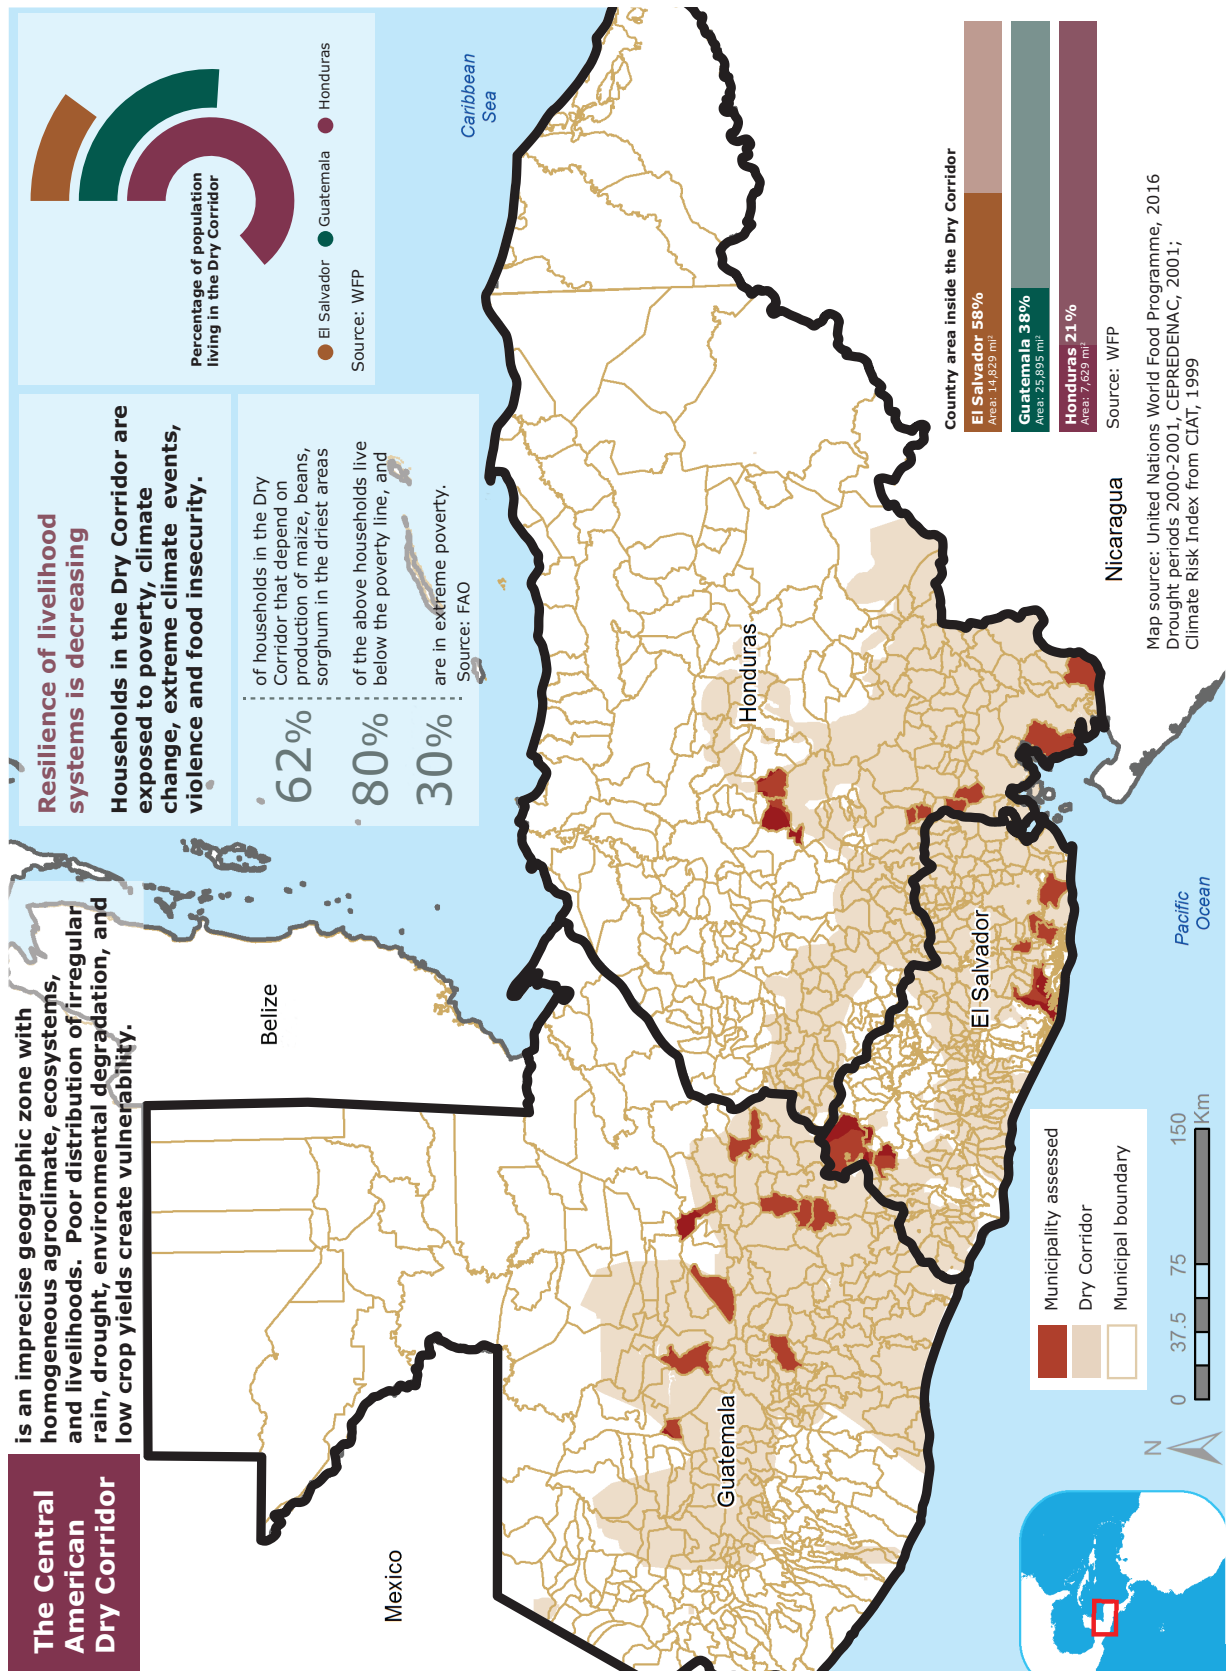 The Central
American
Dry Corridor
is an imprecise geographic zone with
homogeneous agroclimate, ecosystems,
and livelihoods.  Poor distribution of irregular
rain, drought, environmental degradation, and
low crop yields create vulnerability.
Resilience of livelihood
systems is decreasing
Households in the Dry Corridor are
exposed to poverty, climate
change, extreme climate events,
violence and food insecurity.
62%
of households in the Dry
Corridor that depend on
production of maize, beans,
sorghum in the driest areas
80%
of the above households live
below the poverty line, and
30%
are in extreme poverty.
Source: FAO
Percentage of population
living in the Dry Corridor
El Salvador
Guatemala
Honduras
Source: WFP
Caribbean
Sea
Belize
Mexico
Guatemala
Honduras
El Salvador
Nicaragua
Pacific
Ocean
Country area inside the Dry Corridor
El Salvador 58%
Area: 14,829 mi²
Guatemala 38%
Area: 25,895 mi²
Honduras 21%
Area: 7,629 mi²
Source: WFP
Municipality assessed
Dry Corridor
Municipal boundary
N
0 37.5 75 150
Km
Map source: United Nations World Food Programme, 2016
Drought periods 2000-2001, CEPREDENAC, 2001;
Climate Risk Index from CIAT, 1999